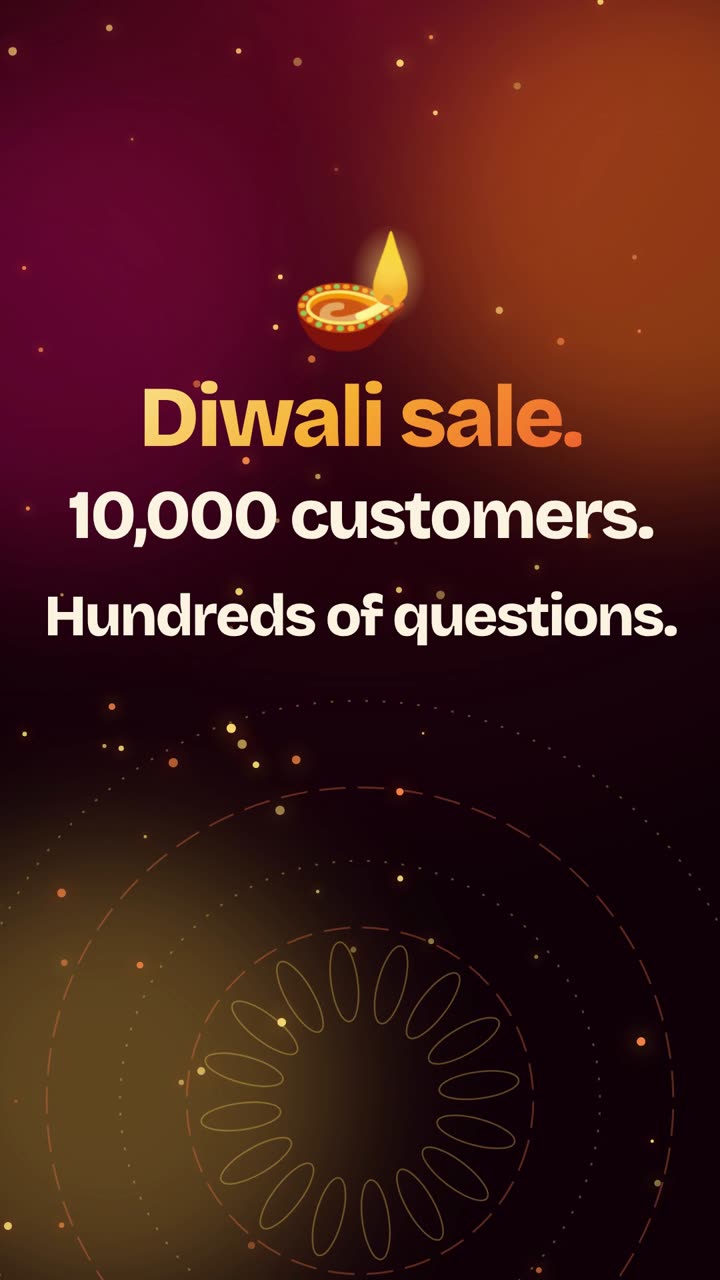 Diwali sale.
10,000 customers.
Hundreds of questions.